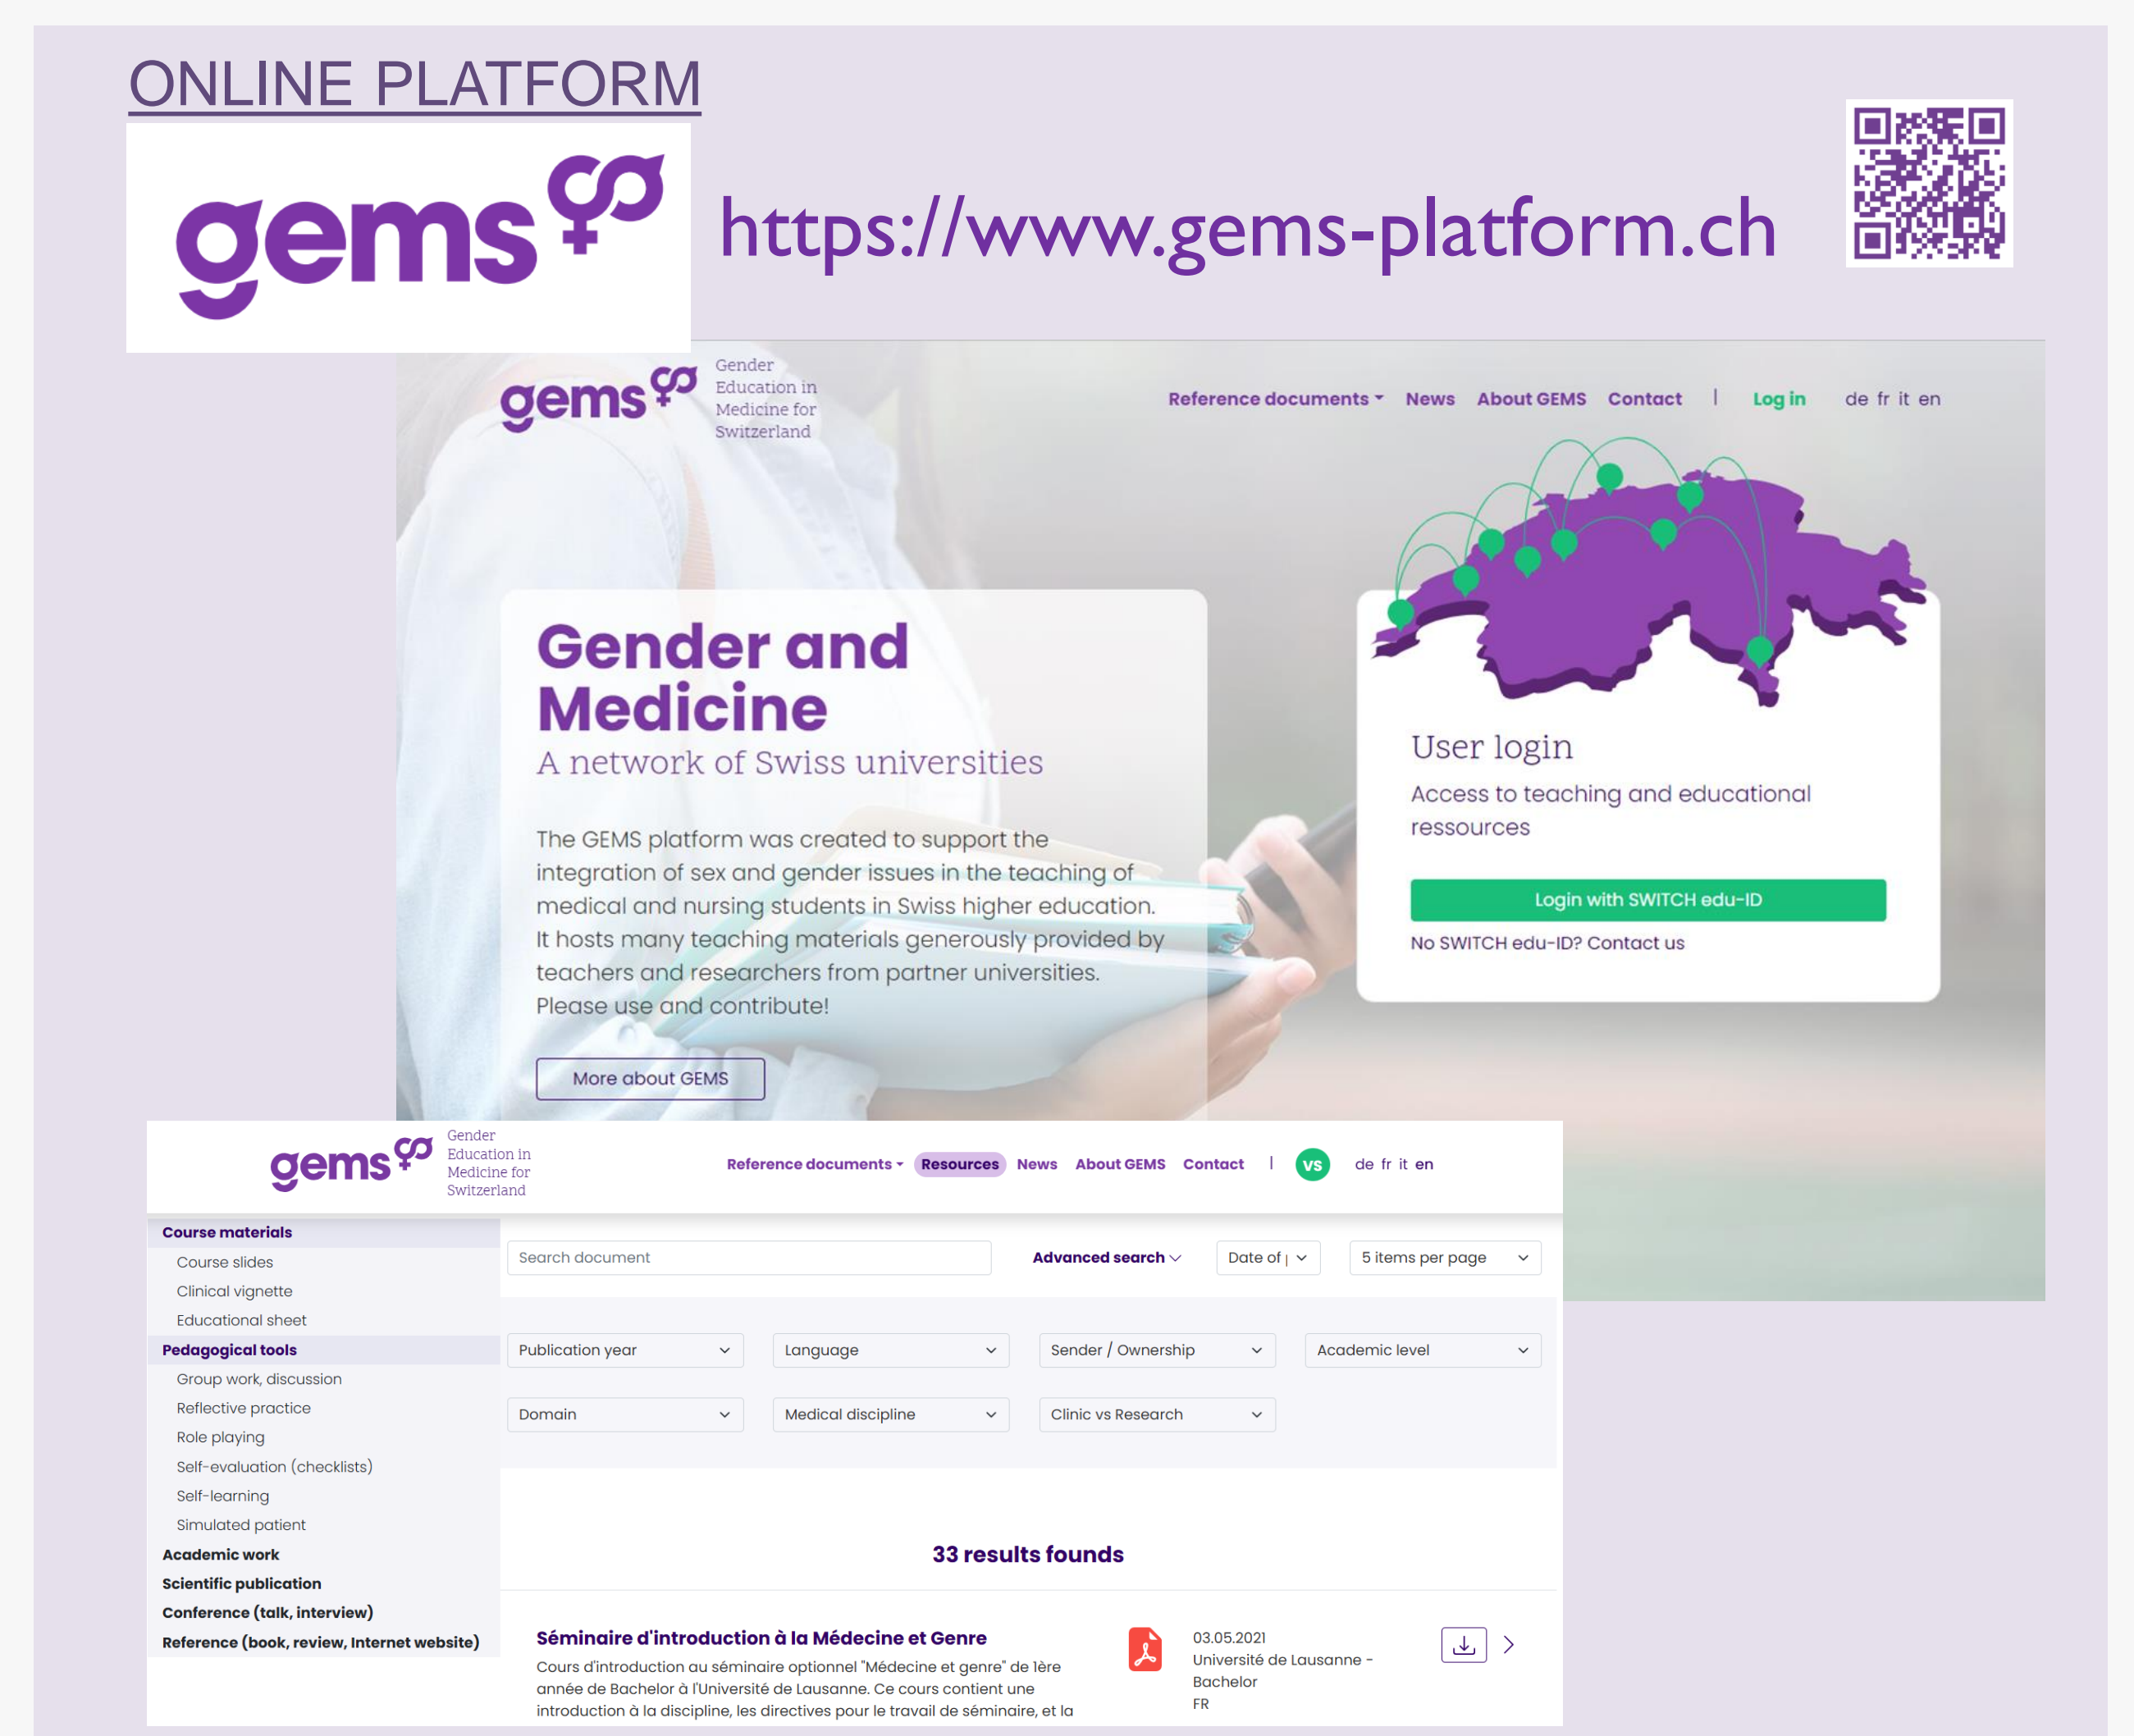 ONLINE PLATFORM
gems
https://www.gems-platform.ch
gems
Gender
Education in
Medicine for
Switzerland
Reference documents
News
About GEMS
Contact
|
Log in
de fr it en
Gender and
Medicine
A network of Swiss universities
The GEMS platform was created to support the
integration of sex and gender issues in the teaching of
medical and nursing students in Swiss higher education.
It hosts many teaching materials generously provided by
teachers and researchers from partner universities.
Please use and contribute!
More about GEMS
User login
Access to teaching and educational
ressources
Login with SWITCH edu-ID
No SWITCH edu-ID? Contact us
gems
Gender
Education in
Medicine for
Switzerland
Reference documents
Resources
News
About GEMS
Contact
|
VS
de fr it en
Course materials
Course slides
Clinical vignette
Educational sheet
Pedagogical tools
Group work, discussion
Reflective practice
Role playing
Self-evaluation (checklists)
Self-learning
Simulated patient
Academic work
Scientific publication
Conference (talk, interview)
Reference (book, review, Internet website)
Search document
Advanced search
Date of
5 items per page
Publication year
Language
Sender / Ownership
Academic level
Domain
Medical discipline
Clinic vs Research
33 results founds
Séminaire d'introduction à la Médecine et Genre
Cours d'introduction au séminaire optionnel "Médecine et genre" de 1ère
année de Bachelor à l'Université de Lausanne. Ce cours contient une
introduction à la discipline, les directives pour le travail de séminaire, et la
03.05.2021
Université de Lausanne -
Bachelor
FR